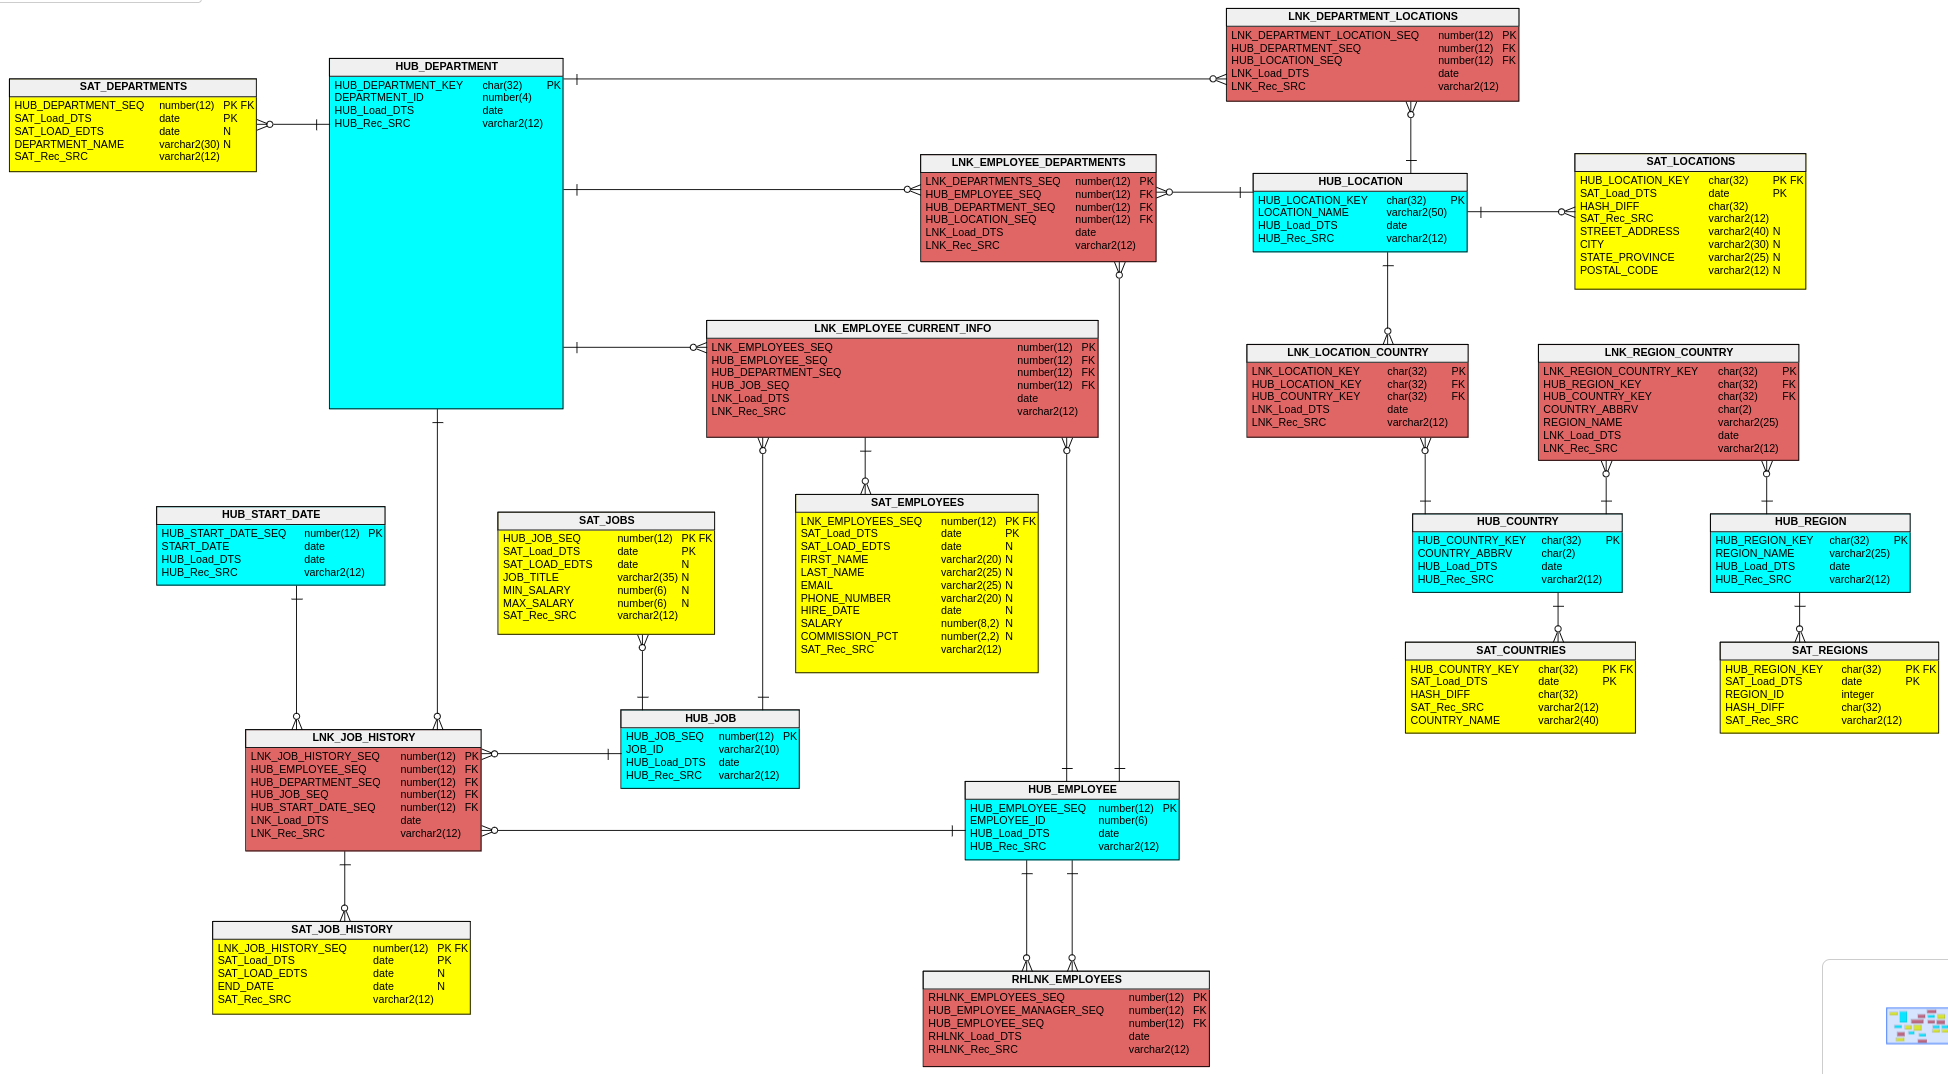 LNK_DEPARTMENT_LOCATIONS
LNK_DEPARTMENT_LOCATION_SEQ number(12) PK
HUB_DEPARTMENT_SEQ number(12) FK
HUB_LOCATION_SEQ number(12) FK
LNK_Load_DTS date
LNK_Rec_SRC varchar2(12)
HUB_DEPARTMENT
HUB_DEPARTMENT_KEY char(32) PK
DEPARTMENT_ID number(4)
HUB_Load_DTS date
HUB_Rec_SRC varchar2(12)
SAT_DEPARTMENTS
HUB_DEPARTMENT_SEQ number(12) PK FK
SAT_Load_DTS date PK
SAT_LOAD_EDTS date N
DEPARTMENT_NAME varchar2(30) N
SAT_Rec_SRC varchar2(12)
LNK_EMPLOYEE_DEPARTMENTS
LNK_DEPARTMENTS_SEQ number(12) PK
HUB_EMPLOYEE_SEQ number(12) FK
HUB_DEPARTMENT_SEQ number(12) FK
HUB_LOCATION_SEQ number(12) FK
LNK_Load_DTS date
LNK_Rec_SRC varchar2(12)
HUB_LOCATION
HUB_LOCATION_KEY char(32) PK
LOCATION_NAME varchar2(50)
HUB_Load_DTS date
HUB_Rec_SRC varchar2(12)
SAT_LOCATIONS
HUB_LOCATION_KEY char(32) PK FK
SAT_Load_DTS date PK
HASH_DIFF char(32)
SAT_Rec_SRC varchar2(12)
STREET_ADDRESS varchar2(40) N
CITY varchar2(30) N
STATE_PROVINCE varchar2(25) N
POSTAL_CODE varchar2(12) N
LNK_EMPLOYEE_CURRENT_INFO
LNK_EMPLOYEES_SEQ number(12) PK
HUB_EMPLOYEE_SEQ number(12) FK
HUB_DEPARTMENT_SEQ number(12) FK
HUB_JOB_SEQ number(12) FK
LNK_Load_DTS date
LNK_Rec_SRC varchar2(12)
LNK_LOCATION_COUNTRY
LNK_LOCATION_KEY char(32) PK
HUB_LOCATION_KEY char(32) FK
HUB_COUNTRY_KEY char(32) FK
LNK_Load_DTS date
LNK_Rec_SRC varchar2(12)
LNK_REGION_COUNTRY
LNK_REGION_COUNTRY_KEY char(32) PK
HUB_REGION_KEY char(32) FK
HUB_COUNTRY_KEY char(32) FK
COUNTRY_ABBRV char(2)
REGION_NAME varchar2(25)
LNK_Load_DTS date
LNK_Rec_SRC varchar2(12)
HUB_START_DATE
HUB_START_DATE_SEQ number(12) PK
START_DATE date
HUB_Load_DTS date
HUB_Rec_SRC varchar2(12)
SAT_JOBS
HUB_JOB_SEQ number(12) PK FK
SAT_Load_DTS date PK
SAT_LOAD_EDTS date N
JOB_TITLE varchar2(35) N
MIN_SALARY number(6) N
MAX_SALARY number(6) N
SAT_Rec_SRC varchar2(12)
SAT_EMPLOYEES
LNK_EMPLOYEES_SEQ number(12) PK FK
SAT_Load_DTS date PK
SAT_LOAD_EDTS date N
FIRST_NAME varchar2(20) N
LAST_NAME varchar2(25) N
EMAIL varchar2(25) N
PHONE_NUMBER varchar2(20) N
HIRE_DATE date N
SALARY number(8,2) N
COMMISSION_PCT number(2,2) N
SAT_Rec_SRC varchar2(12)
HUB_COUNTRY
HUB_COUNTRY_KEY char(32) PK
COUNTRY_ABBRV char(2)
HUB_Load_DTS date
HUB_Rec_SRC varchar2(12)
HUB_REGION
HUB_REGION_KEY char(32) PK
REGION_NAME varchar2(25)
HUB_Load_DTS date
HUB_Rec_SRC varchar2(12)
SAT_COUNTRIES
HUB_COUNTRY_KEY char(32) PK FK
SAT_Load_DTS date PK
HASH_DIFF char(32)
SAT_Rec_SRC varchar2(12)
COUNTRY_NAME varchar2(40)
SAT_REGIONS
HUB_REGION_KEY char(32) PK FK
SAT_Load_DTS date PK
REGION_ID integer
HASH_DIFF char(32)
SAT_Rec_SRC varchar2(12)
LNK_JOB_HISTORY
LNK_JOB_HISTORY_SEQ number(12) PK
HUB_EMPLOYEE_SEQ number(12) FK
HUB_DEPARTMENT_SEQ number(12) FK
HUB_JOB_SEQ number(12) FK
HUB_START_DATE_SEQ number(12) FK
LNK_Load_DTS date
LNK_Rec_SRC varchar2(12)
HUB_JOB
HUB_JOB_SEQ number(12) PK
JOB_ID varchar2(10)
HUB_Load_DTS date
HUB_Rec_SRC varchar2(12)
HUB_EMPLOYEE
HUB_EMPLOYEE_SEQ number(12) PK
EMPLOYEE_ID number(6)
HUB_Load_DTS date
HUB_Rec_SRC varchar2(12)
SAT_JOB_HISTORY
LNK_JOB_HISTORY_SEQ number(12) PK FK
SAT_Load_DTS date PK
SAT_LOAD_EDTS date N
END_DATE date N
SAT_Rec_SRC varchar2(12)
RHLNK_EMPLOYEES
RHLNK_EMPLOYEES_SEQ number(12) PK
HUB_EMPLOYEE_MANAGER_SEQ number(12) FK
HUB_EMPLOYEE_SEQ number(12) FK
RHLNK_Load_DTS date
RHLNK_Rec_SRC varchar2(12)